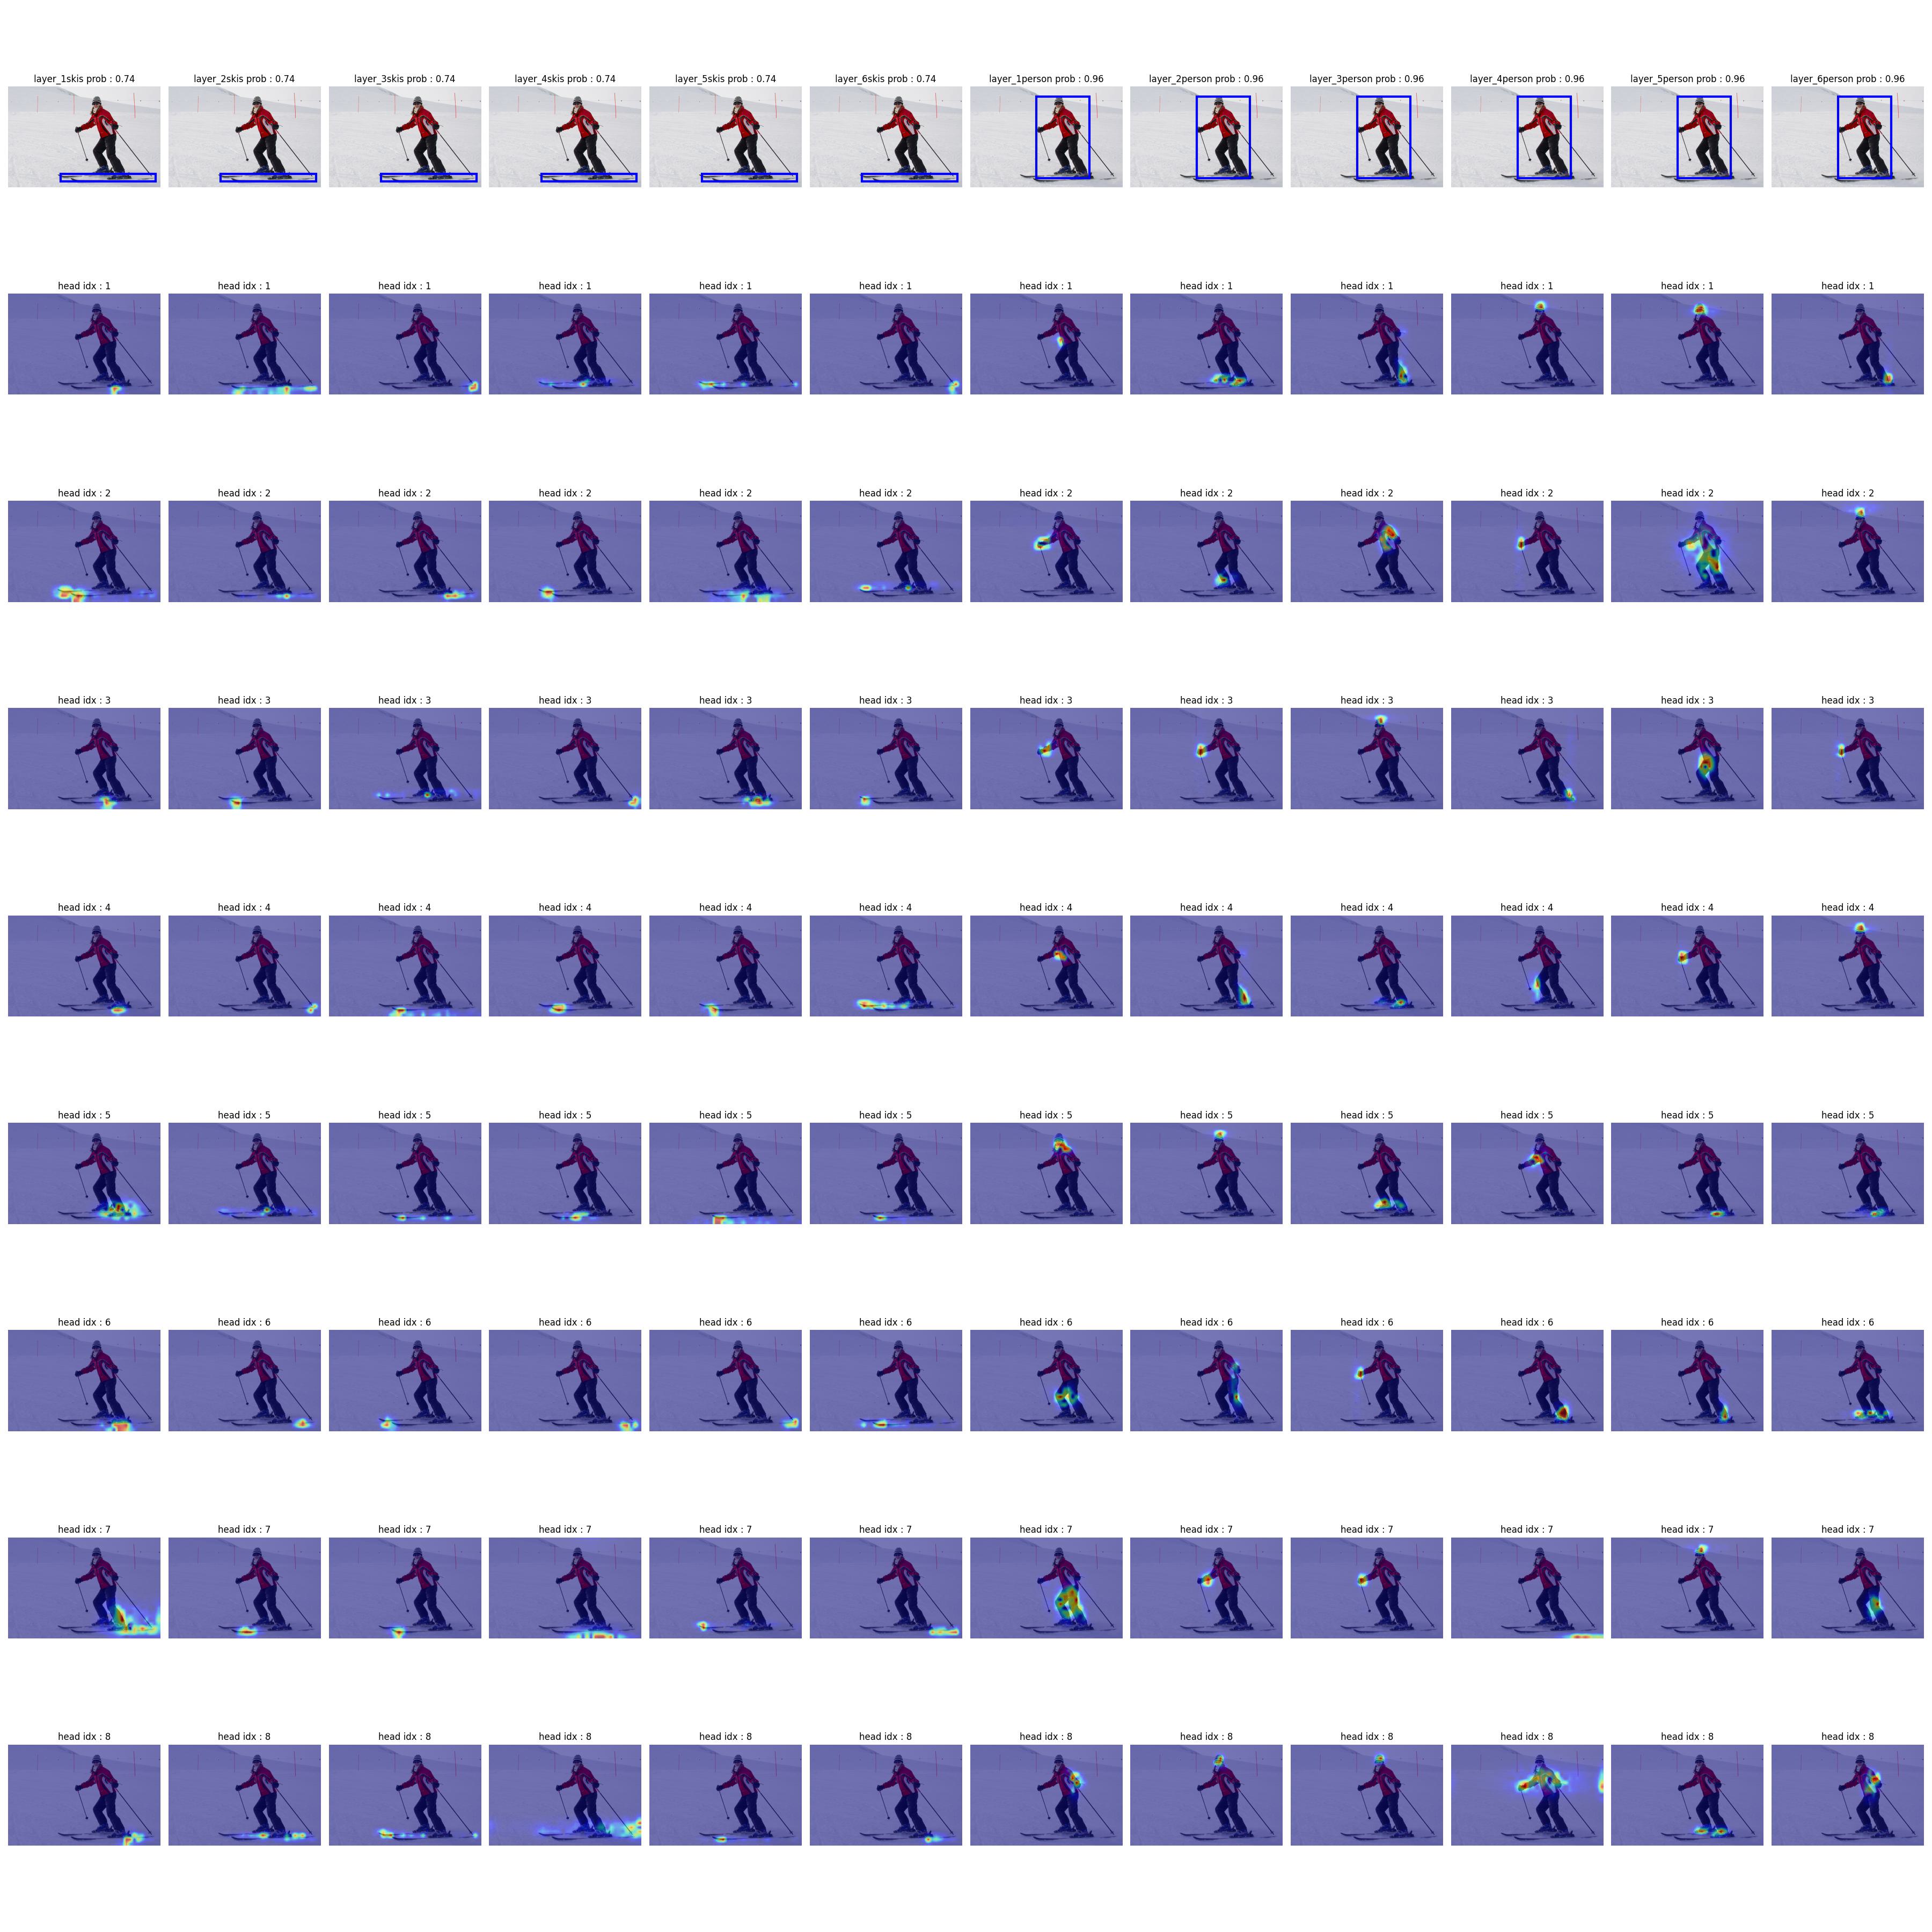 layer_1skis prob : 0.74 layer_2skis prob : 0.74 layer_3skis prob : 0.74 layer_4skis prob : 0.74 layer_5skis prob : 0.74 layer_6skis prob : 0.74 layer_1person prob : 0.96 layer_2person prob : 0.96 layer_3person prob : 0.96 layer_4person prob : 0.96 layer_5person prob : 0.96 layer_6person prob : 0.96
head idx : 1 head idx : 1 head idx : 1 head idx : 1 head idx : 1 head idx : 1 head idx : 1 head idx : 1 head idx : 1 head idx : 1 head idx : 1 head idx : 1
head idx : 2 head idx : 2 head idx : 2 head idx : 2 head idx : 2 head idx : 2 head idx : 2 head idx : 2 head idx : 2 head idx : 2 head idx : 2 head idx : 2
head idx : 3 head idx : 3 head idx : 3 head idx : 3 head idx : 3 head idx : 3 head idx : 3 head idx : 3 head idx : 3 head idx : 3 head idx : 3 head idx : 3
head idx : 4 head idx : 4 head idx : 4 head idx : 4 head idx : 4 head idx : 4 head idx : 4 head idx : 4 head idx : 4 head idx : 4 head idx : 4 head idx : 4
head idx : 5 head idx : 5 head idx : 5 head idx : 5 head idx : 5 head idx : 5 head idx : 5 head idx : 5 head idx : 5 head idx : 5 head idx : 5 head idx : 5
head idx : 6 head idx : 6 head idx : 6 head idx : 6 head idx : 6 head idx : 6 head idx : 6 head idx : 6 head idx : 6 head idx : 6 head idx : 6 head idx : 6
head idx : 7 head idx : 7 head idx : 7 head idx : 7 head idx : 7 head idx : 7 head idx : 7 head idx : 7 head idx : 7 head idx : 7 head idx : 7 head idx : 7
head idx : 8 head idx : 8 head idx : 8 head idx : 8 head idx : 8 head idx : 8 head idx : 8 head idx : 8 head idx : 8 head idx : 8 head idx : 8 head idx : 8